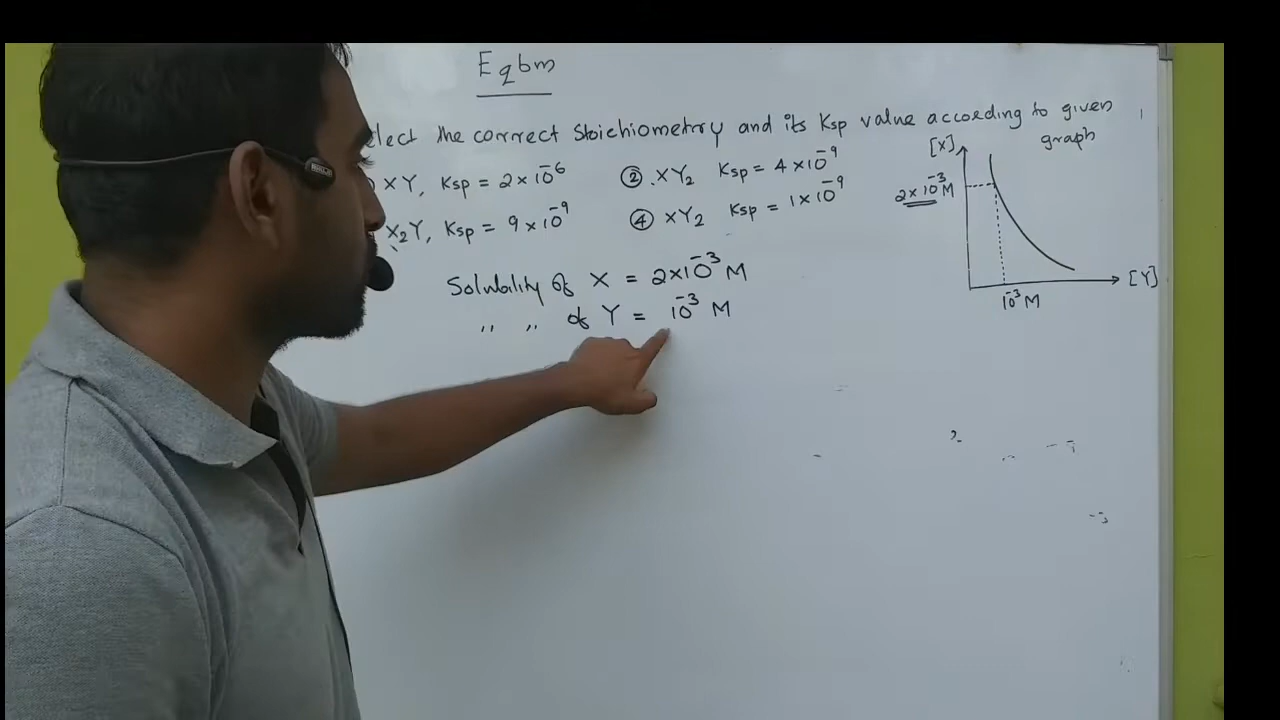 Eqbm
elect the correct stoichiometry and its Ksp value according to given
graph
XY, Ksp = 2×10⁻⁶
② XY₂ Ksp = 4×10⁻⁹
X₂Y, Ksp = 9×10⁻⁹
④ XY₂ Ksp = 1×10⁻⁹
[X]
2×10⁻³M
[Y]
10⁻³M
Solubility of X = 2×10⁻³ M
,, ,, of Y = 10⁻³ M